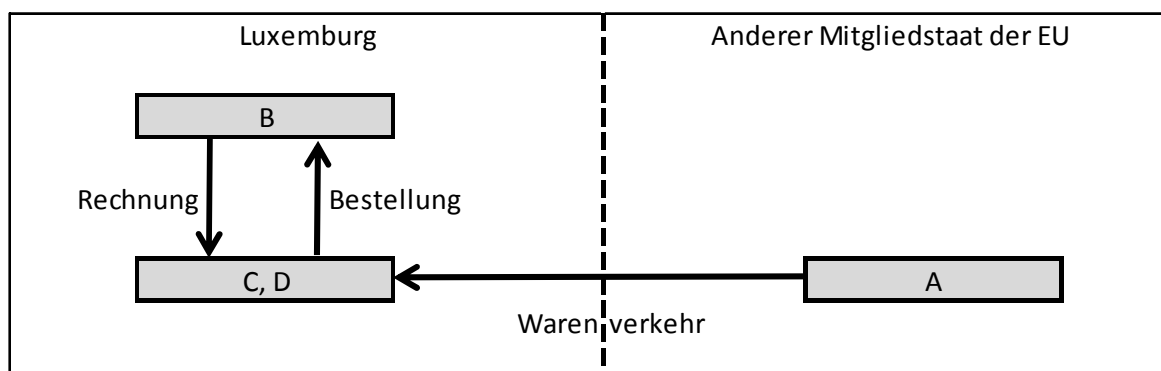 Luxemburg
Anderer Mitgliedstaat der EU
B
Rechnung
Bestellung
C, D
A
Warenverkehr